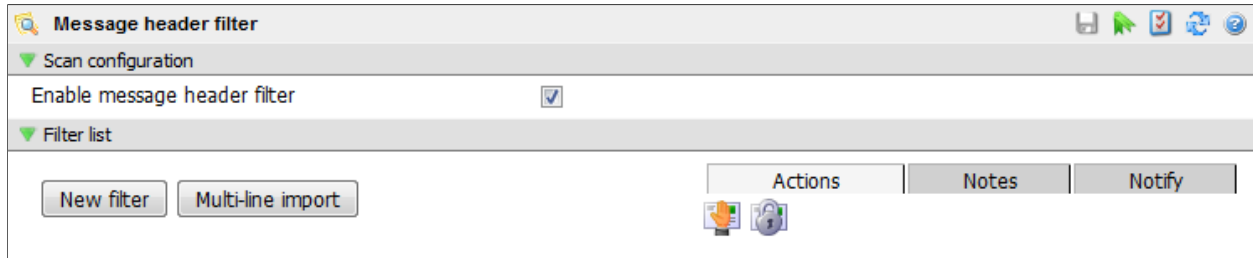 Message header filter
Scan configuration
Enable message header filter
Filter list
New filter Multi-line import Actions Notes Notify